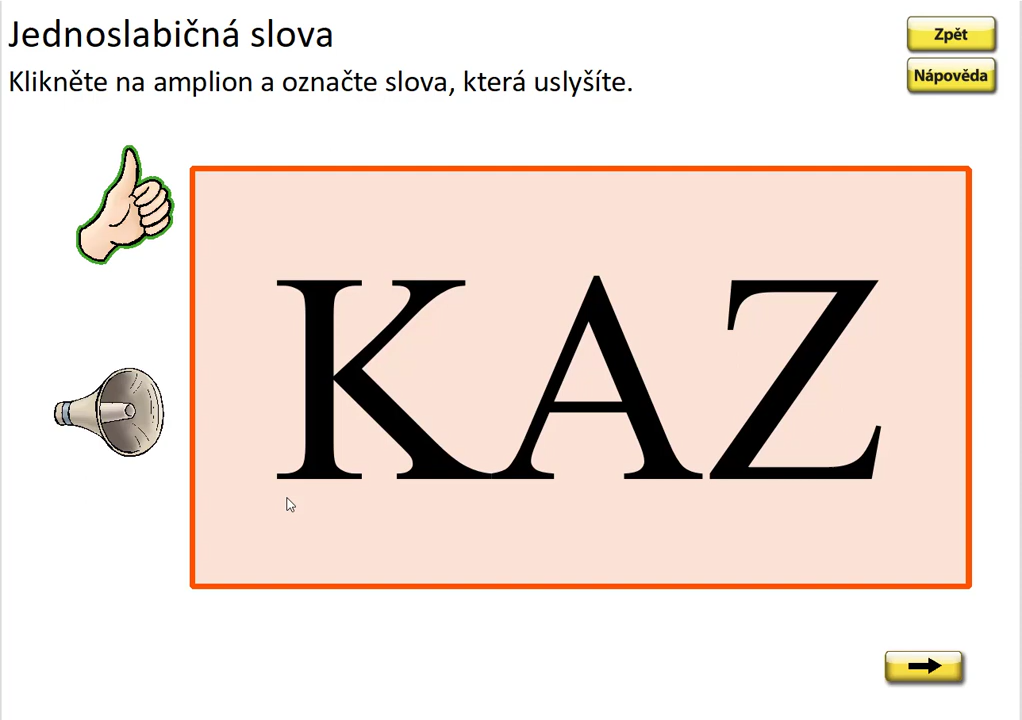 Jednoslabičná slova
Zpět
Klikněte na amplion a označte slova, která uslyšíte.
Nápověda
KAZ